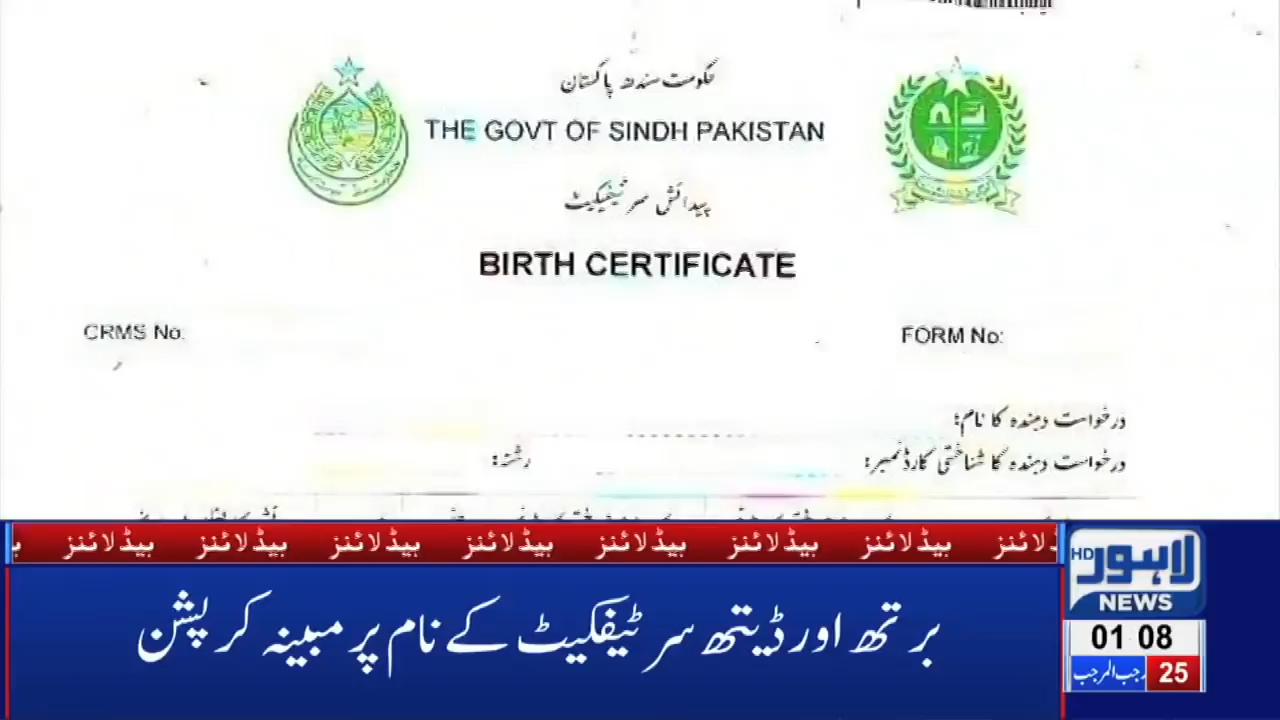 حکومت سندھ پاکستان
THE GOVT OF SINDH PAKISTAN
پیدائش سرٹیفیکیٹ
BIRTH CERTIFICATE
CRMS No:
FORM No:
درخواست دہندہ کا نام:
درخواست دہندہ کا شناختی کارڈ نمبر:
رشتہ:
ہیڈلائنز ہیڈلائنز ہیڈلائنز ہیڈلائنز ہیڈلائنز ہیڈلائنز ہیڈلائنز
برتھ اور ڈیتھ سرٹیفکیٹ کے نام پر مبینہ کرپشن
لاہور HD
NEWS
01 08
25 رجب المرجب